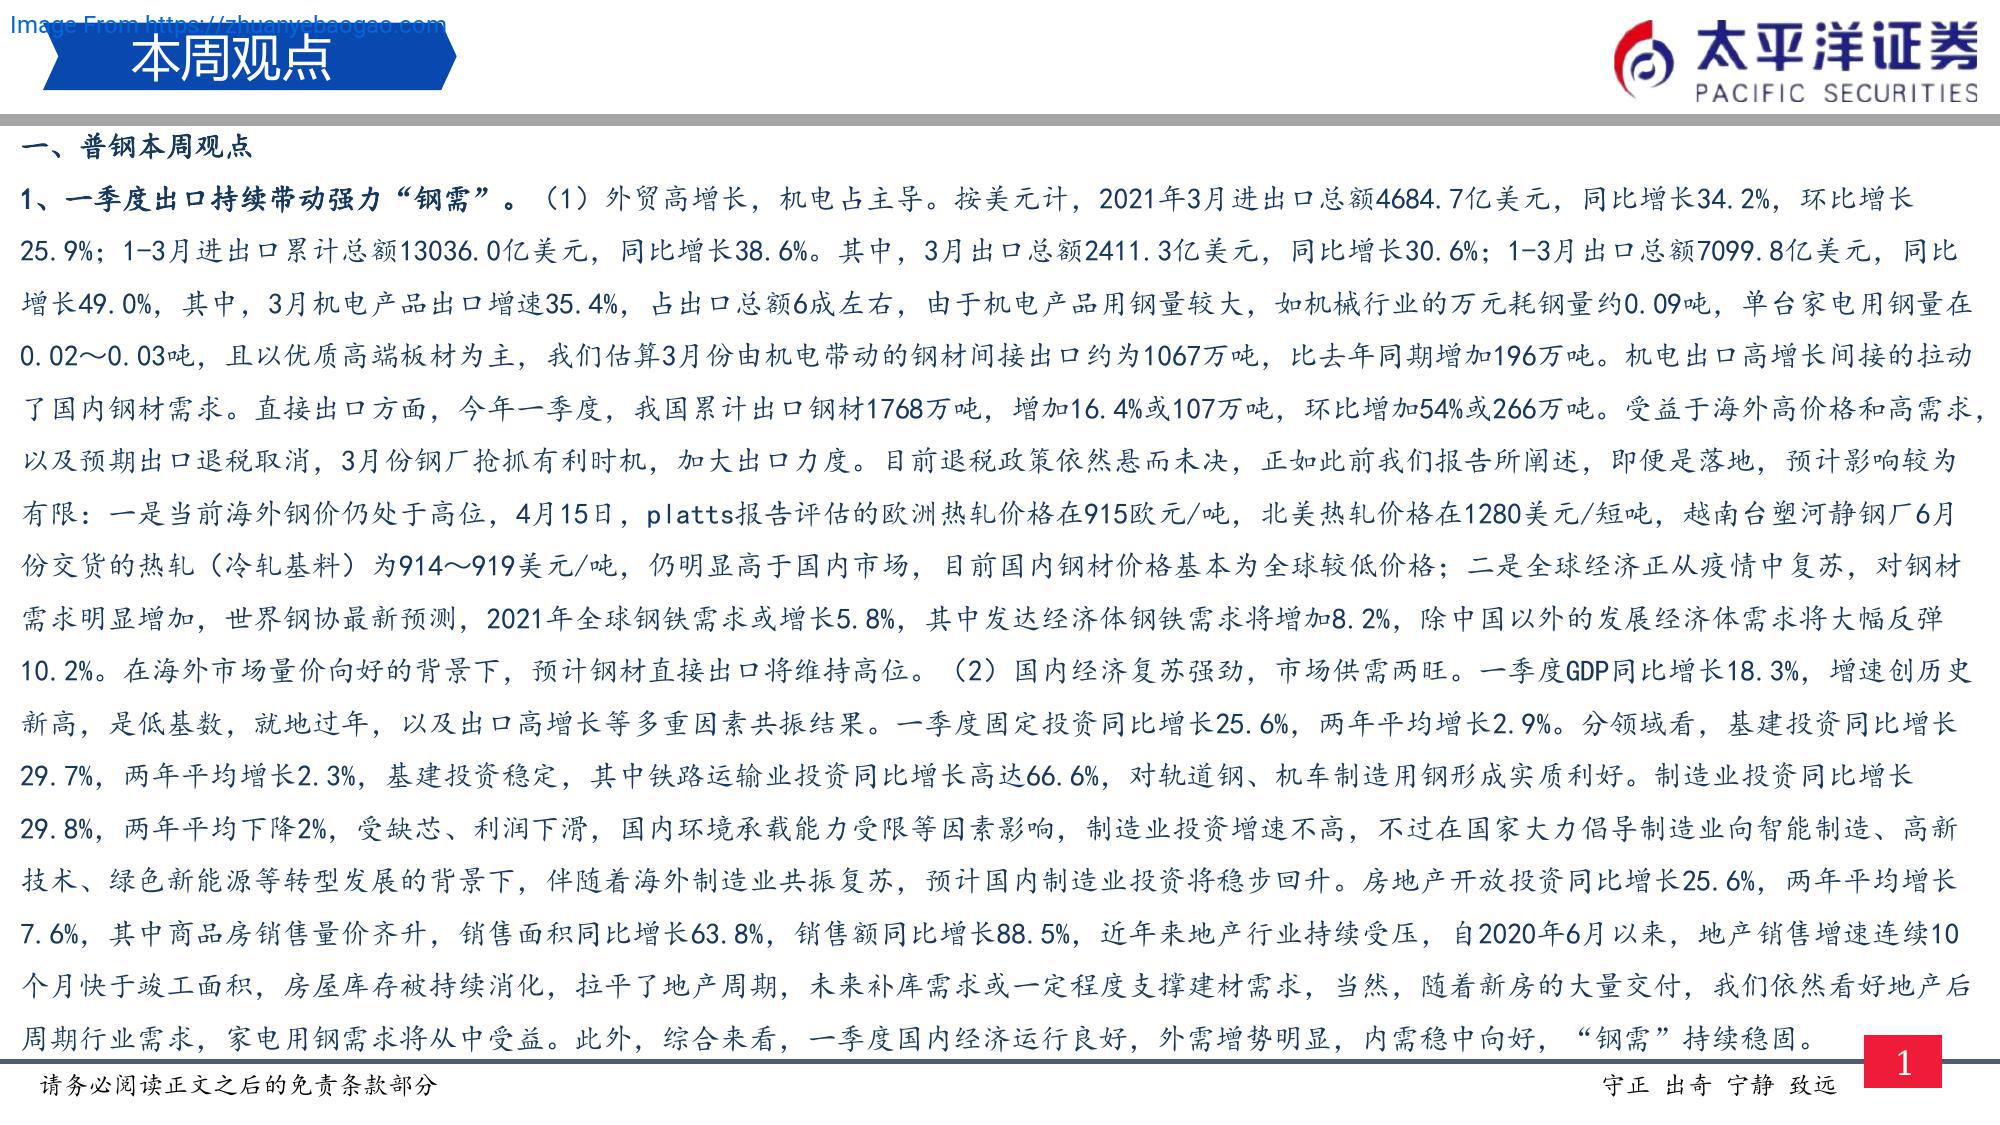 Image From https://zhuanyebaogao.com
本周观点
太平洋证券
PACIFIC SECURITIES
一、普钢本周观点
1、一季度出口持续带动强力“钢需”。（1）外贸高增长，机电占主导。按美元计，2021年3月进出口总额4684.7亿美元，同比增长34.2%，环比增长
25.9%；1-3月进出口累计总额13036.0亿美元，同比增长38.6%。其中，3月出口总额2411.3亿美元，同比增长30.6%；1-3月出口总额7099.8亿美元，同比
增长49.0%，其中，3月机电产品出口增速35.4%，占出口总额6成左右，由于机电产品用钢量较大，如机械行业的万元耗钢量约0.09吨，单台家电用钢量在
0.02～0.03吨，且以优质高端板材为主，我们估算3月份由机电带动的钢材间接出口约为1067万吨，比去年同期增加196万吨。机电出口高增长间接的拉动
了国内钢材需求。直接出口方面，今年一季度，我国累计出口钢材1768万吨，增加16.4%或107万吨，环比增加54%或266万吨。受益于海外高价格和高需求，
以及预期出口退税取消，3月份钢厂抢抓有利时机，加大出口力度。目前退税政策依然悬而未决，正如此前我们报告所阐述，即便是落地，预计影响较为
有限：一是当前海外钢价仍处于高位，4月15日，platts报告评估的欧洲热轧价格在915欧元/吨，北美热轧价格在1280美元/短吨，越南台塑河静钢厂6月
份交货的热轧（冷轧基料）为914～919美元/吨，仍明显高于国内市场，目前国内钢材价格基本为全球较低价格；二是全球经济正从疫情中复苏，对钢材
需求明显增加，世界钢协最新预测，2021年全球钢铁需求或增长5.8%，其中发达经济体钢铁需求将增加8.2%，除中国以外的发展经济体需求将大幅反弹
10.2%。在海外市场量价向好的背景下，预计钢材直接出口将维持高位。（2）国内经济复苏强劲，市场供需两旺。一季度GDP同比增长18.3%，增速创历史
新高，是低基数，就地过年，以及出口高增长等多重因素共振结果。一季度固定投资同比增长25.6%，两年平均增长2.9%。分领域看，基建投资同比增长
29.7%，两年平均增长2.3%，基建投资稳定，其中铁路运输业投资同比增长高达66.6%，对轨道钢、机车制造用钢形成实质利好。制造业投资同比增长
29.8%，两年平均下降2%，受缺芯、利润下滑，国内环境承载能力受限等因素影响，制造业投资增速不高，不过在国家大力倡导制造业向智能制造、高新
技术、绿色新能源等转型发展的背景下，伴随着海外制造业共振复苏，预计国内制造业投资将稳步回升。房地产开放投资同比增长25.6%，两年平均增长
7.6%，其中商品房销售量价齐升，销售面积同比增长63.8%，销售额同比增长88.5%，近年来地产行业持续受压，自2020年6月以来，地产销售增速连续10
个月快于竣工面积，房屋库存被持续消化，拉平了地产周期，未来补库需求或一定程度支撑建材需求，当然，随着新房的大量交付，我们依然看好地产后
周期行业需求，家电用钢需求将从中受益。此外，综合来看，一季度国内经济运行良好，外需增势明显，内需稳中向好，“钢需”持续稳固。
请务必阅读正文之后的免责条款部分
守正 出奇 宁静 致远
1